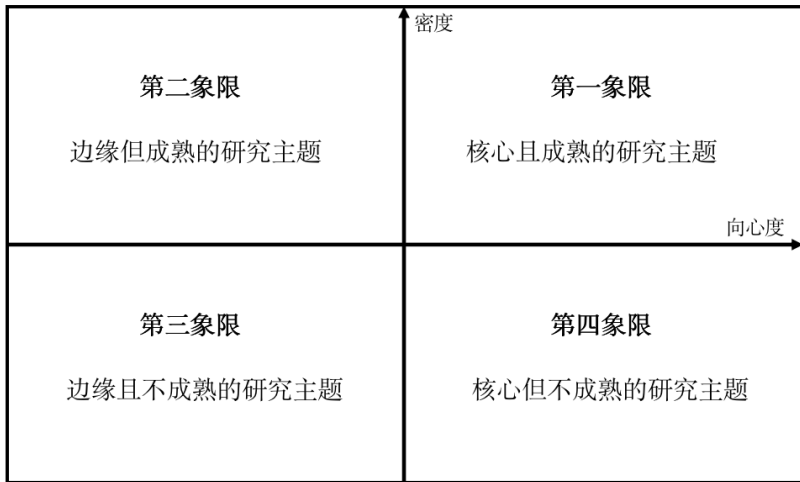 密度
第二象限
第一象限
边缘但成熟的研究主题
核心且成熟的研究主题
向心度
第三象限
第四象限
边缘且不成熟的研究主题
核心但不成熟的研究主题